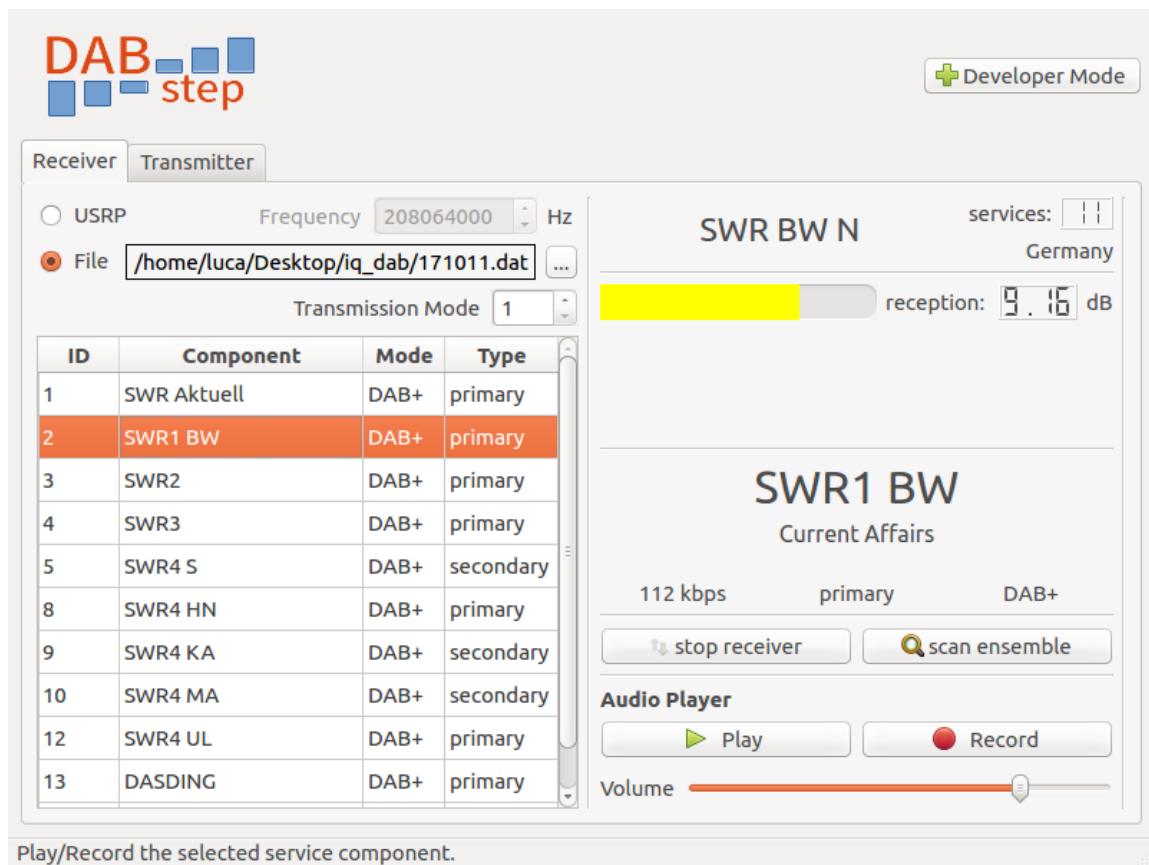 DAB
step
Developer Mode
Receiver Transmitter
USRP Frequency 208064000 Hz
File /home/luca/Desktop/iq_dab/171011.dat ...
Transmission Mode 1
ID Component Mode Type
1 SWR Aktuell DAB+ primary
2 SWR1 BW DAB+ primary
3 SWR2 DAB+ primary
4 SWR3 DAB+ primary
5 SWR4 S DAB+ secondary
8 SWR4 HN DAB+ primary
9 SWR4 KA DAB+ secondary
10 SWR4 MA DAB+ secondary
12 SWR4 UL DAB+ primary
13 DASDING DAB+ primary
SWR BW N
services: 11
Germany
reception: 9.16 dB
SWR1 BW
Current Affairs
112 kbps primary DAB+
stop receiver scan ensemble
Audio Player
Play Record
Volume
Play/Record the selected service component.